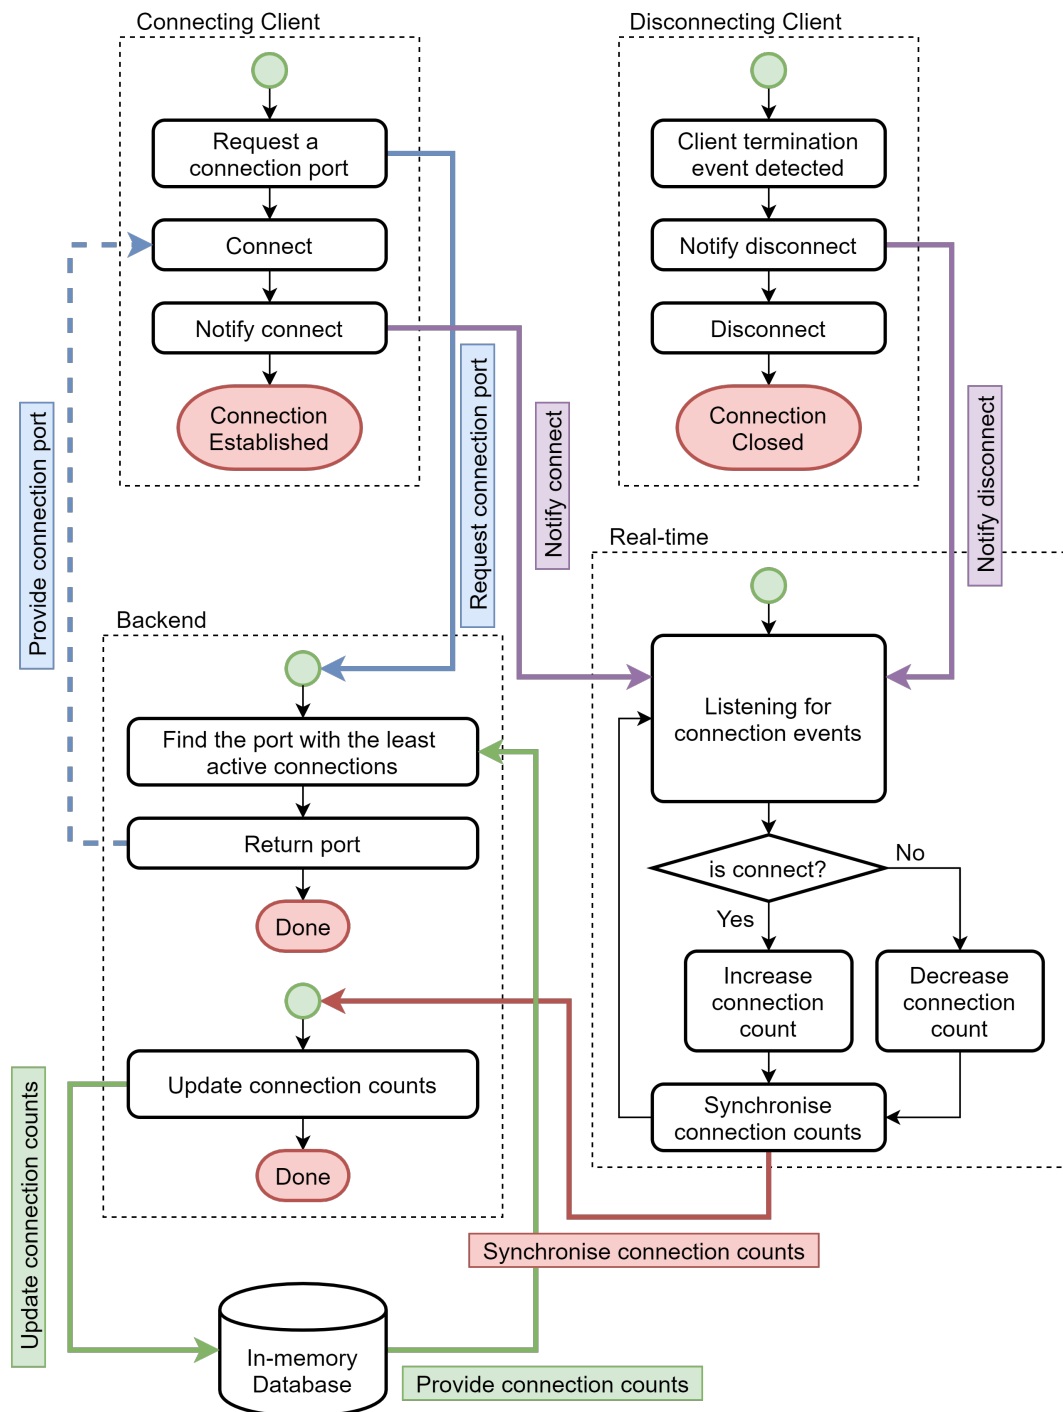 Connecting Client
Disconnecting Client
Request a
connection port
Connect
Notify connect
Connection
Established
Client termination
event detected
Notify disconnect
Disconnect
Connection
Closed
Provide connection port
Request connection port
Notify connect
Notify disconnect
Real-time
Listening for
connection events
is connect?
No
Yes
Increase
connection
count
Decrease
connection
count
Synchronise
connection counts
Backend
Find the port with the least
active connections
Return port
Done
Update connection counts
Done
Update connection counts
Synchronise connection counts
In-memory
Database
Provide connection counts